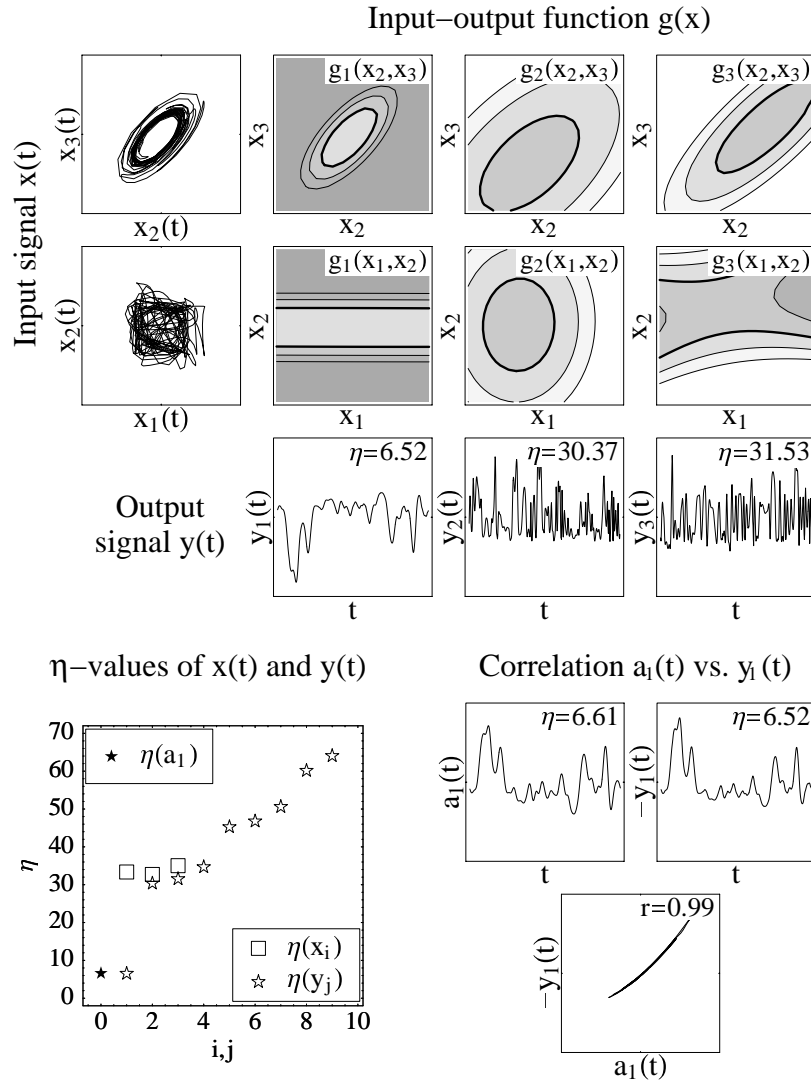 Input−output function g(x)
Input signal x(t)
x₃(t)
x₂(t)
x₃
g₁(x₂,x₃)
x₂
x₃
g₂(x₂,x₃)
x₂
x₃
g₃(x₂,x₃)
x₂
x₂(t)
x₁(t)
x₂
g₁(x₁,x₂)
x₁
x₂
g₂(x₁,x₂)
x₁
x₂
g₃(x₁,x₂)
x₁
Output
signal y(t)
y₁(t)
η=6.52
t
y₂(t)
η=30.37
t
y₃(t)
η=31.53
t
η−values of x(t) and y(t)
η
70
60
50
40
30
20
10
0
★ η(a₁)
□ η(xᵢ)
☆ η(yⱼ)
0 2 4 6 8 10
i,j
Correlation a₁(t) vs. y₁(t)
a₁(t)
η=6.61
t
−y₁(t)
η=6.52
t
−y₁(t)
r=0.99
a₁(t)